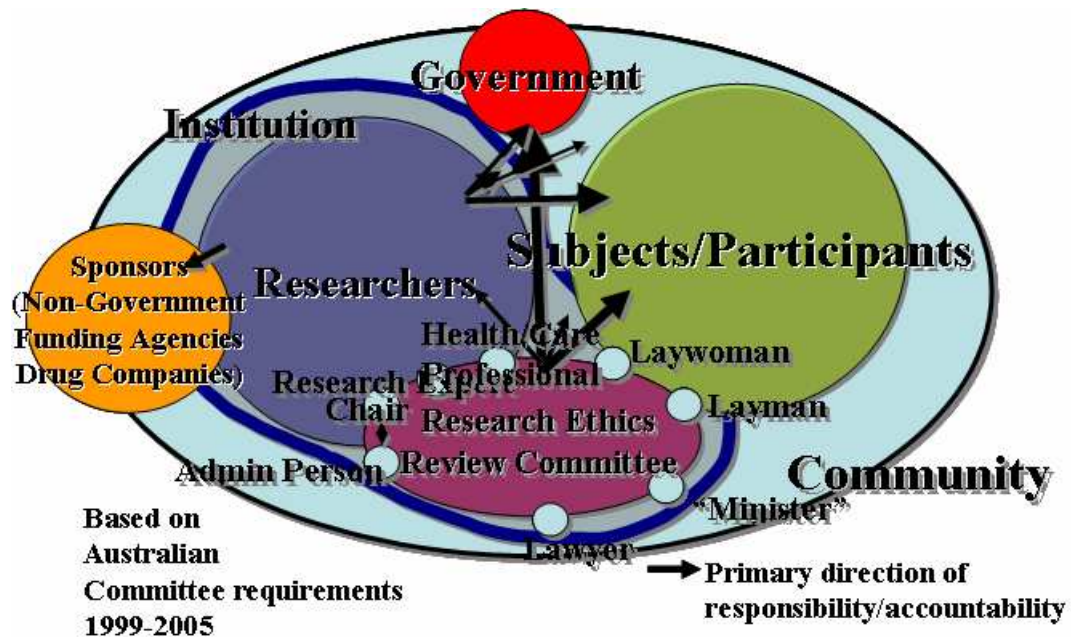 Government
Institution
Subjects/Participants
Sponsors
(Non-Government
Funding Agencies
Drug Companies)
Researchers
Health/Care
Professional
Laywoman
Research Expert
Chair
Layman
Research Ethics
Review Committee
Admin Person
Community
"Minister"
Lawyer
Based on
Australian
Committee requirements
1999-2005
Primary direction of
responsibility/accountability